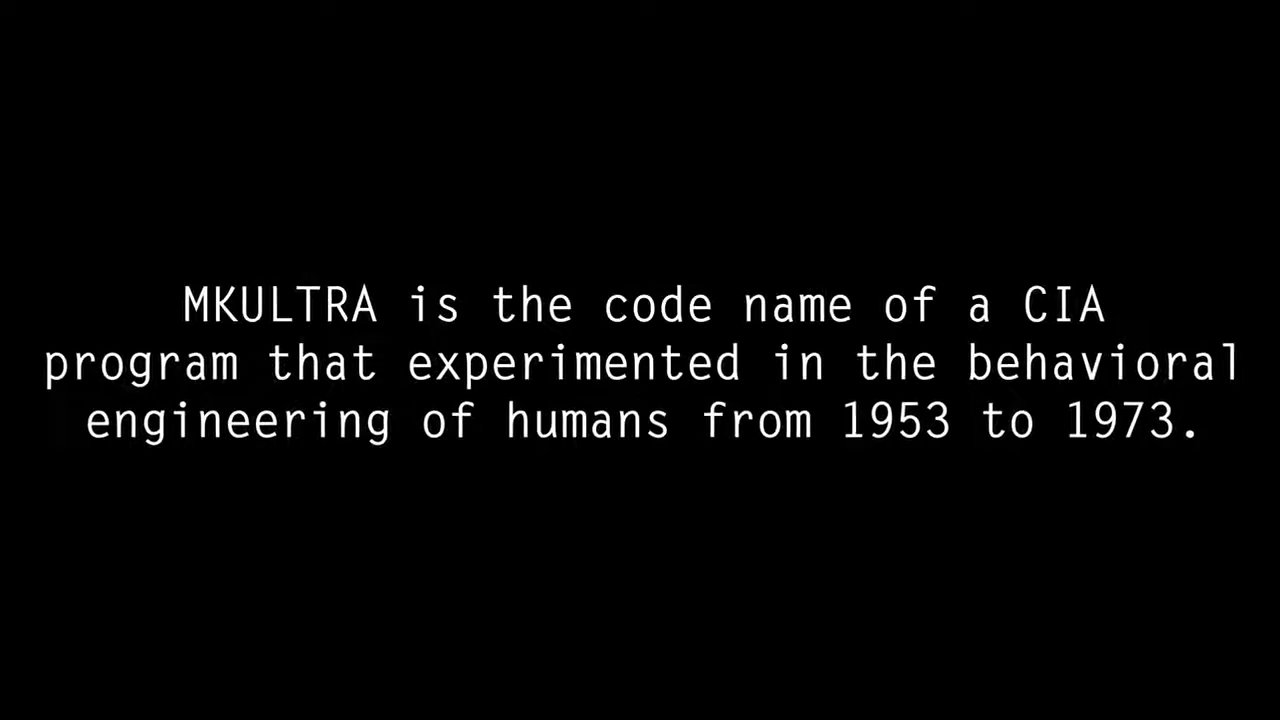 MKULTRA is the code name of a CIA
program that experimented in the behavioral
engineering of humans from 1953 to 1973.